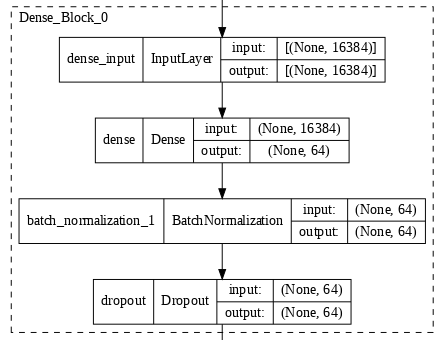 Dense_Block_0
dense_input InputLayer input: [(None, 16384)]
output: [(None, 16384)]
dense Dense input: (None, 16384)
output: (None, 64)
batch_normalization_1 BatchNormalization input: (None, 64)
output: (None, 64)
dropout Dropout input: (None, 64)
output: (None, 64)